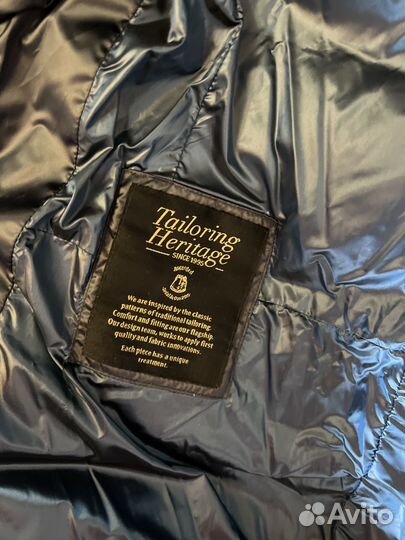 Tailoring
Heritage
SINCE 1995
We are inspired by the classic
patterns of traditional tailoring.
Comfort and fitting are our flagship.
Our design team, works to apply first
quality and fabric innovations.
Each piece has a unique
treatment.
Avito